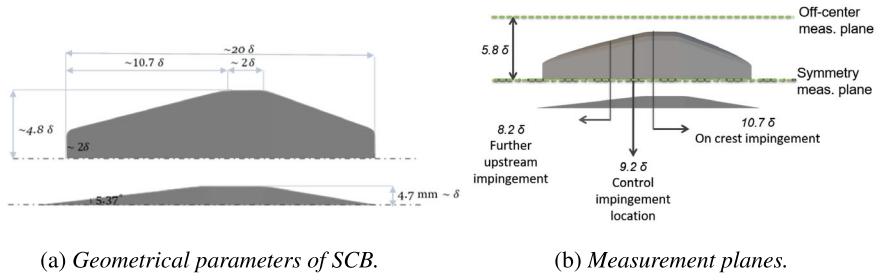 ~20 δ
~10.7 δ
~ 2δ
~4.8 δ
~ 2δ
5.37°
4.7 mm ~ δ
(a) Geometrical parameters of SCB.
Off-center
meas. plane
5.8 δ
Symmetry
meas. plane
8.2 δ
Further
upstream
impingement
9.2 δ
Control
impingement
location
10.7 δ
On crest impingement
(b) Measurement planes.